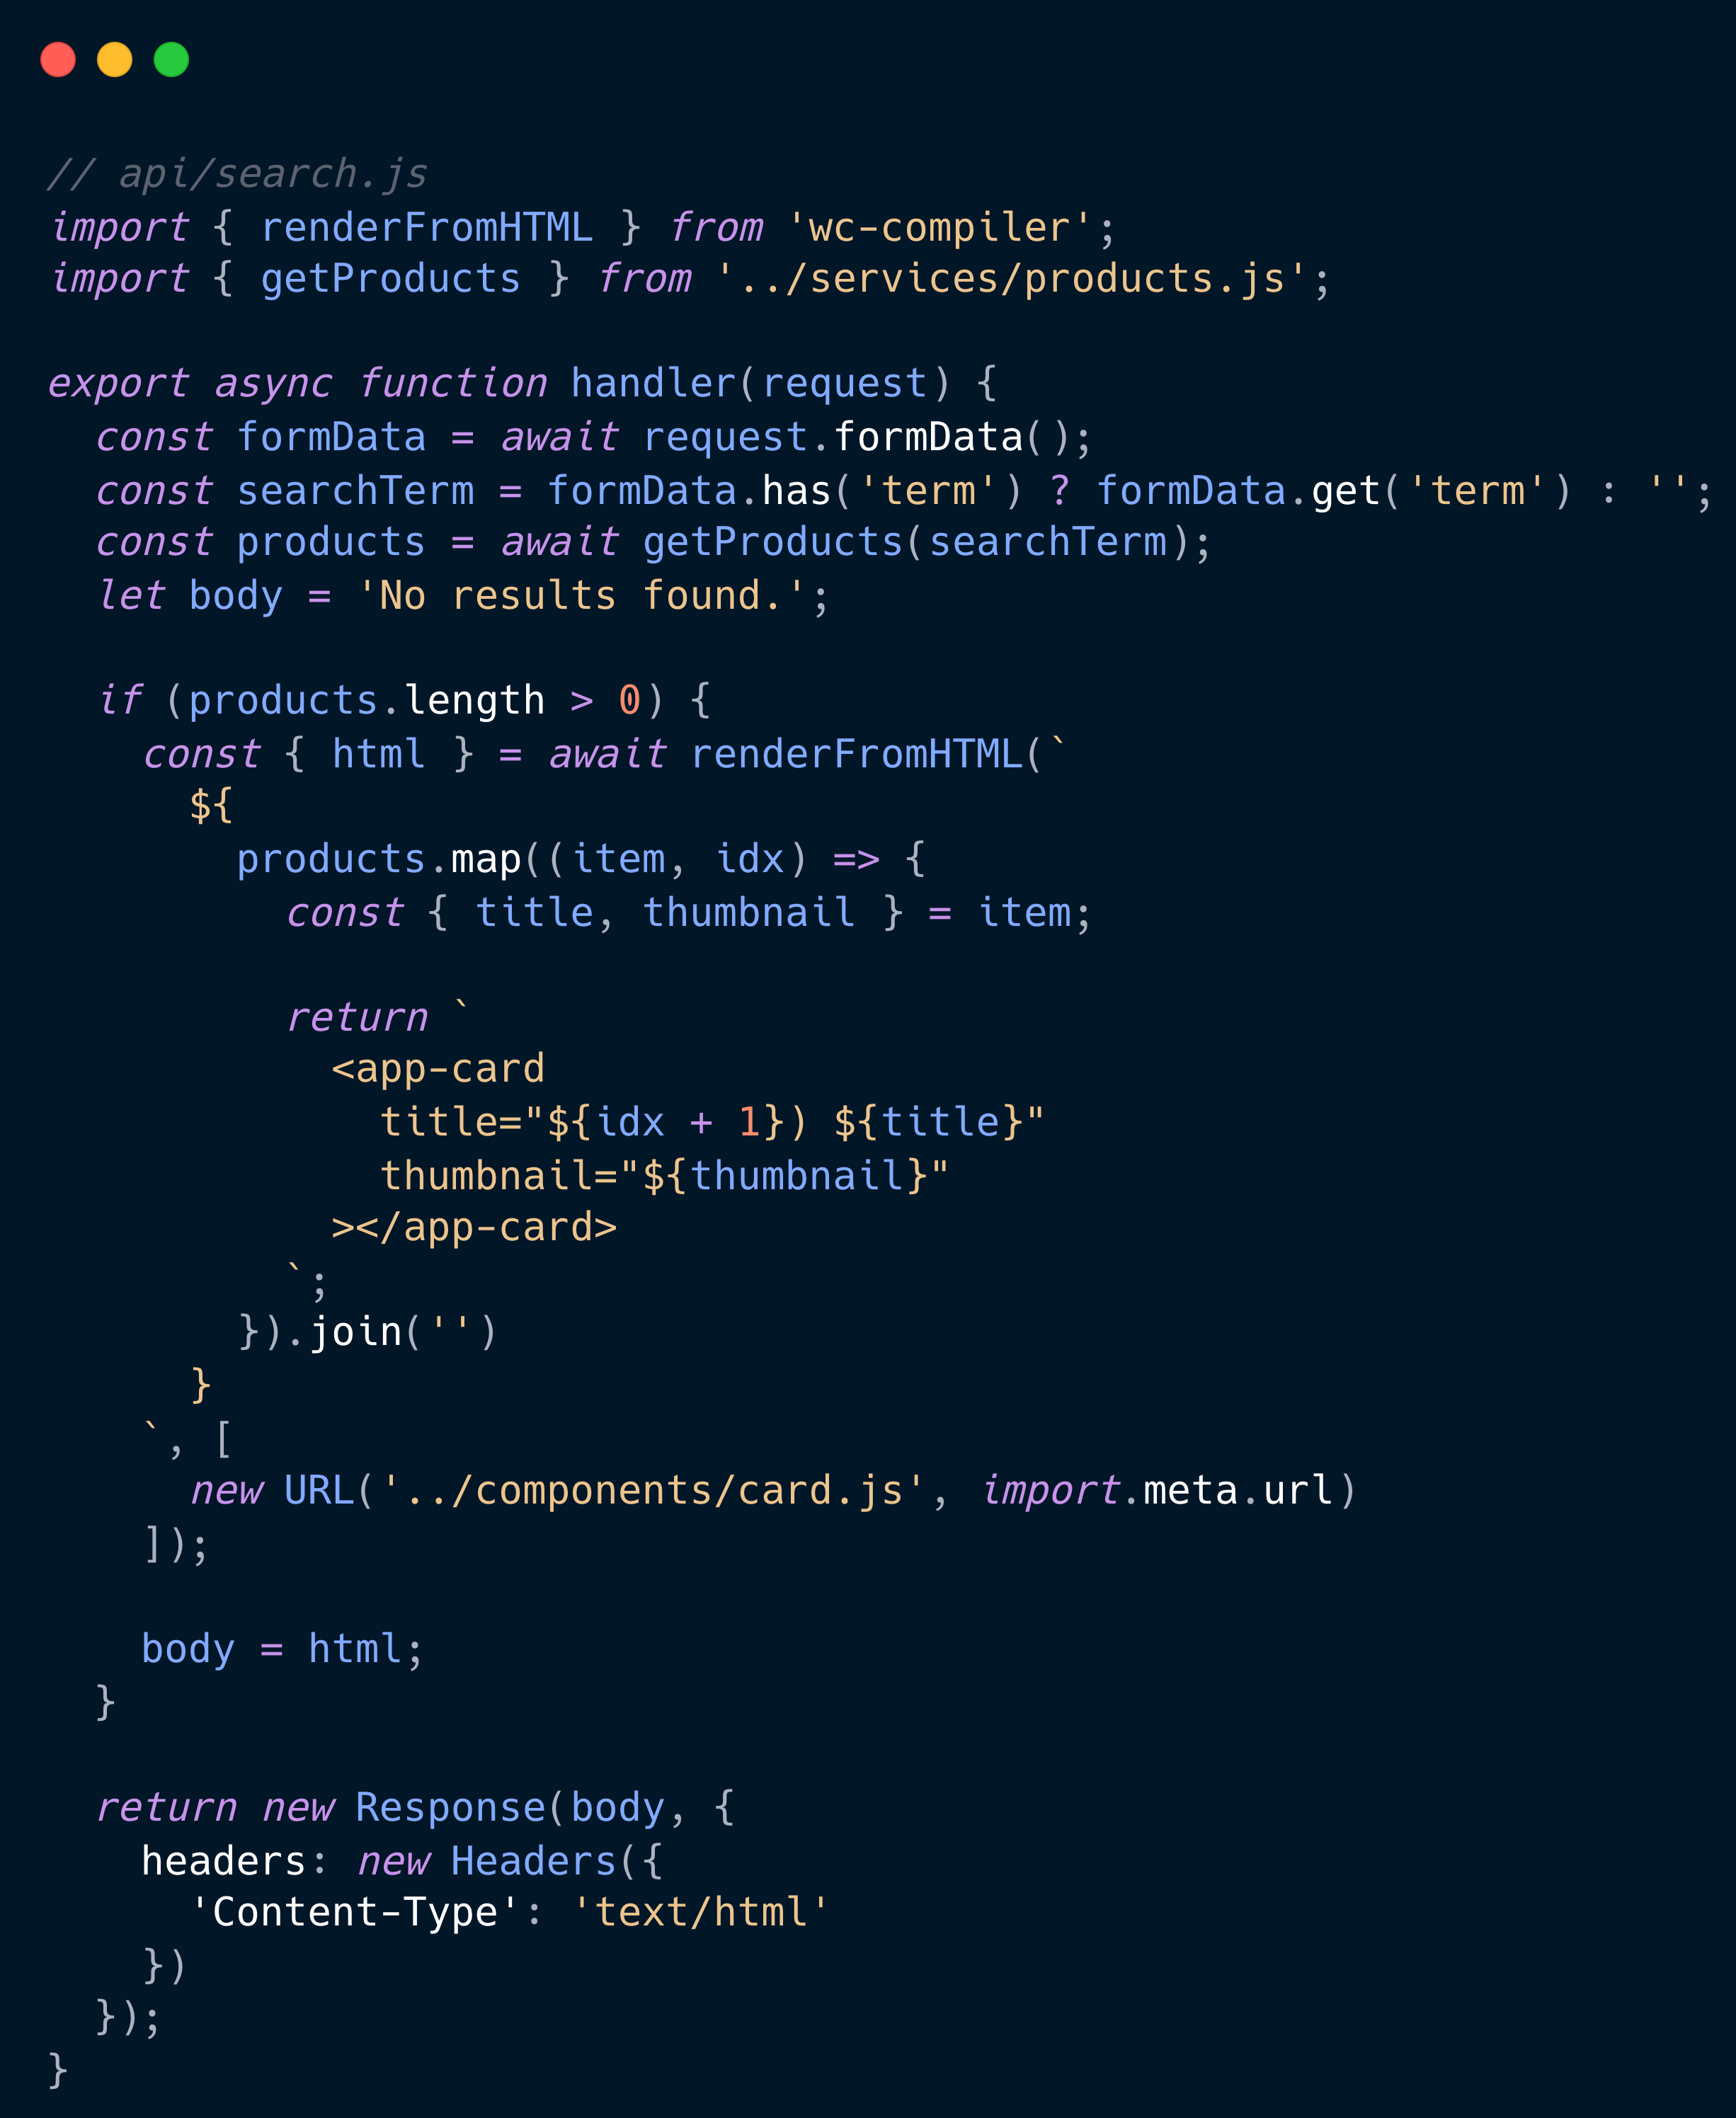 // api/search.js
import { renderFromHTML } from 'wc-compiler';
import { getProducts } from '../services/products.js';

export async function handler(request) {
  const formData = await request.formData();
  const searchTerm = formData.has('term') ? formData.get('term') : '';
  const products = await getProducts(searchTerm);
  let body = 'No results found.';

  if (products.length > 0) {
    const { html } = await renderFromHTML(`
      ${
        products.map((item, idx) => {
          const { title, thumbnail } = item;

          return `
            <app-card
              title="${idx + 1}) ${title}"
              thumbnail="${thumbnail}"
            ></app-card>
          `;
        }).join('')
      }
    `, [
      new URL('../components/card.js', import.meta.url)
    ]);

    body = html;
  }

  return new Response(body, {
    headers: new Headers({
      'Content-Type': 'text/html'
    })
  });
}